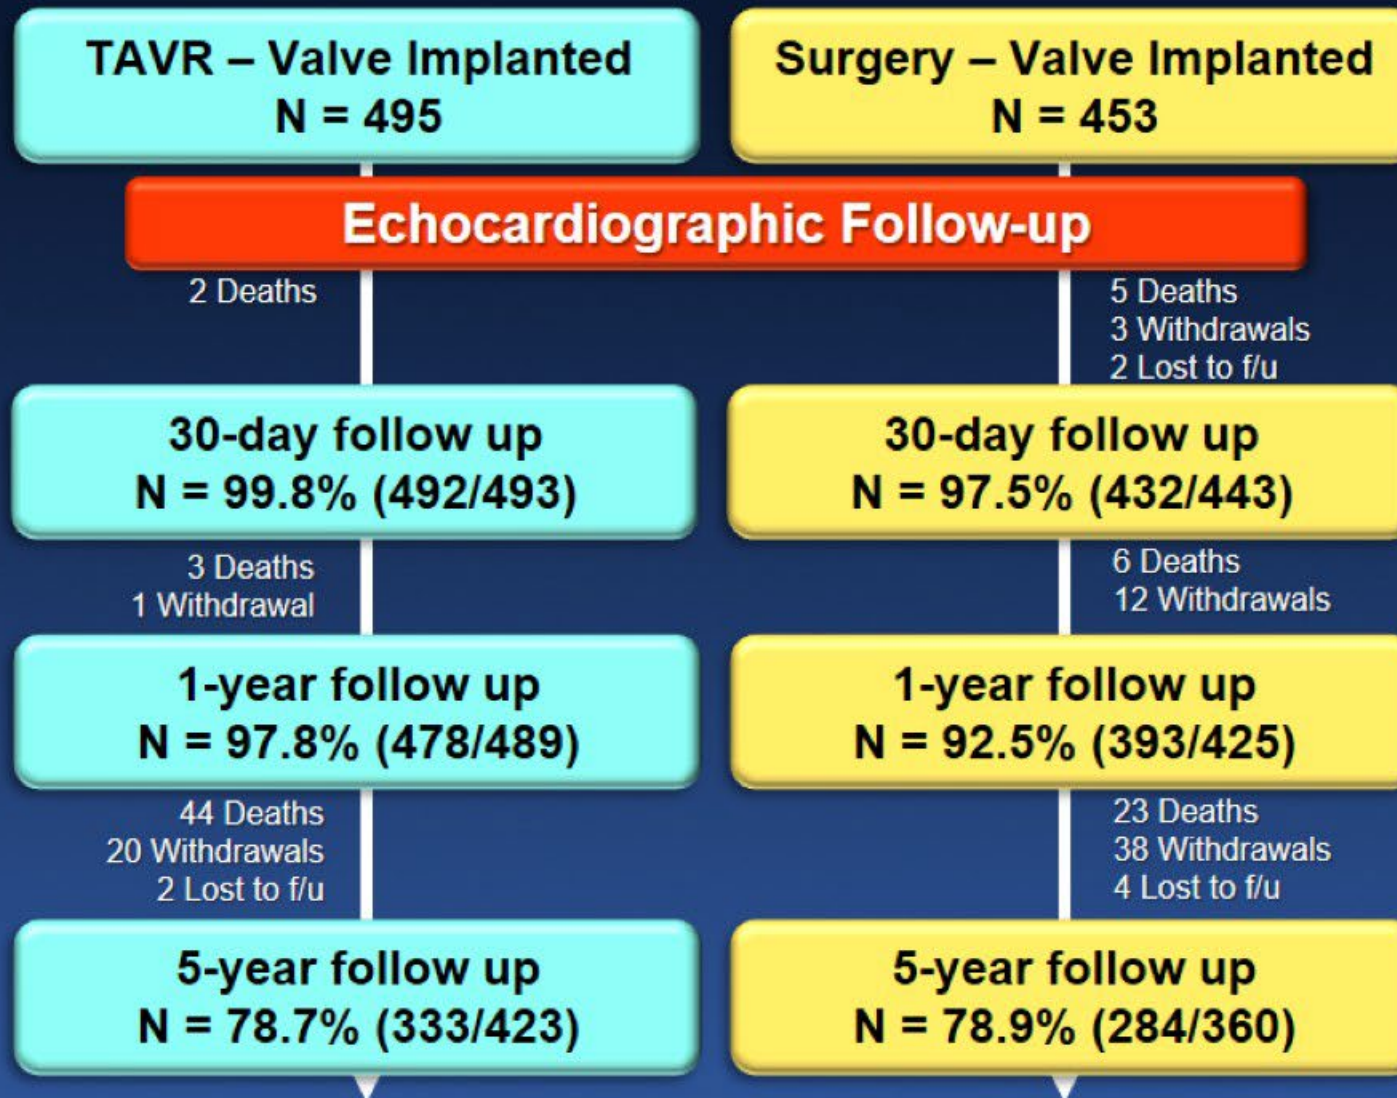 TAVR – Valve Implanted
N = 495
Surgery – Valve Implanted
N = 453
Echocardiographic Follow-up
2 Deaths
5 Deaths
3 Withdrawals
2 Lost to f/u
30-day follow up
N = 99.8% (492/493)
30-day follow up
N = 97.5% (432/443)
3 Deaths
1 Withdrawal
6 Deaths
12 Withdrawals
1-year follow up
N = 97.8% (478/489)
1-year follow up
N = 92.5% (393/425)
44 Deaths
20 Withdrawals
2 Lost to f/u
23 Deaths
38 Withdrawals
4 Lost to f/u
5-year follow up
N = 78.7% (333/423)
5-year follow up
N = 78.9% (284/360)